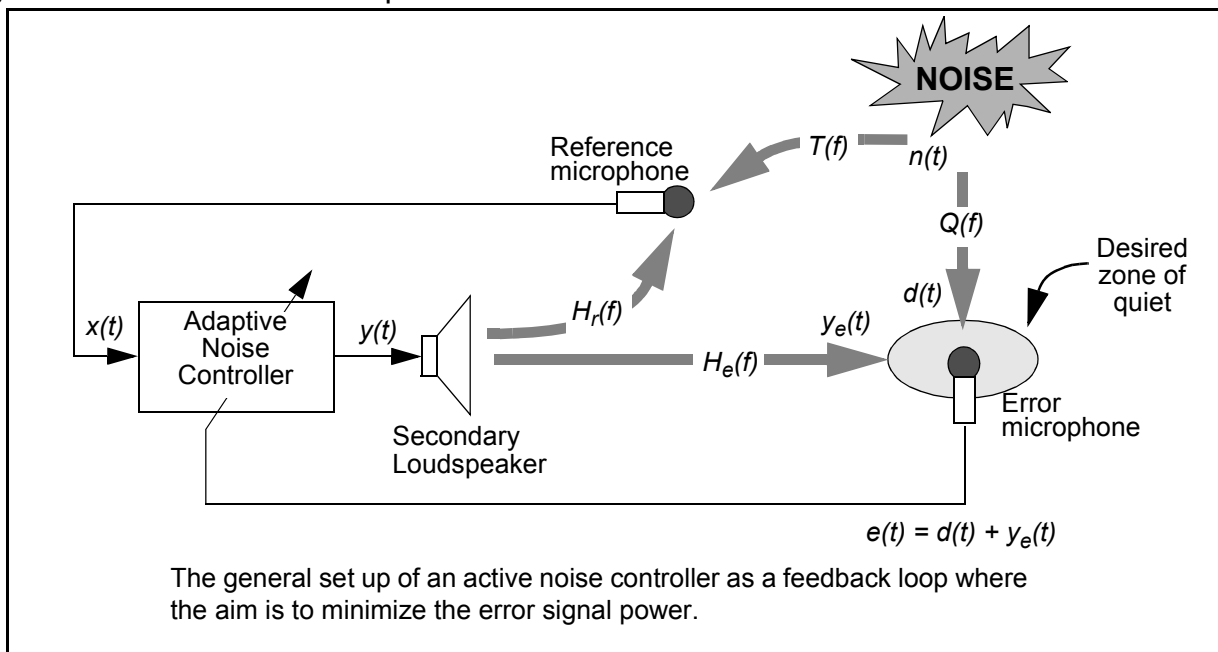 NOISE
T(f)
n(t)
Reference
microphone
Q(f)
Desired
zone of
quiet
d(t)
x(t)
Adaptive
Noise
Controller
y(t)
H_r(f)
y_e(t)
H_e(f)
Error
microphone
Secondary
Loudspeaker
e(t) = d(t) + y_e(t)
The general set up of an active noise controller as a feedback loop where
the aim is to minimize the error signal power.